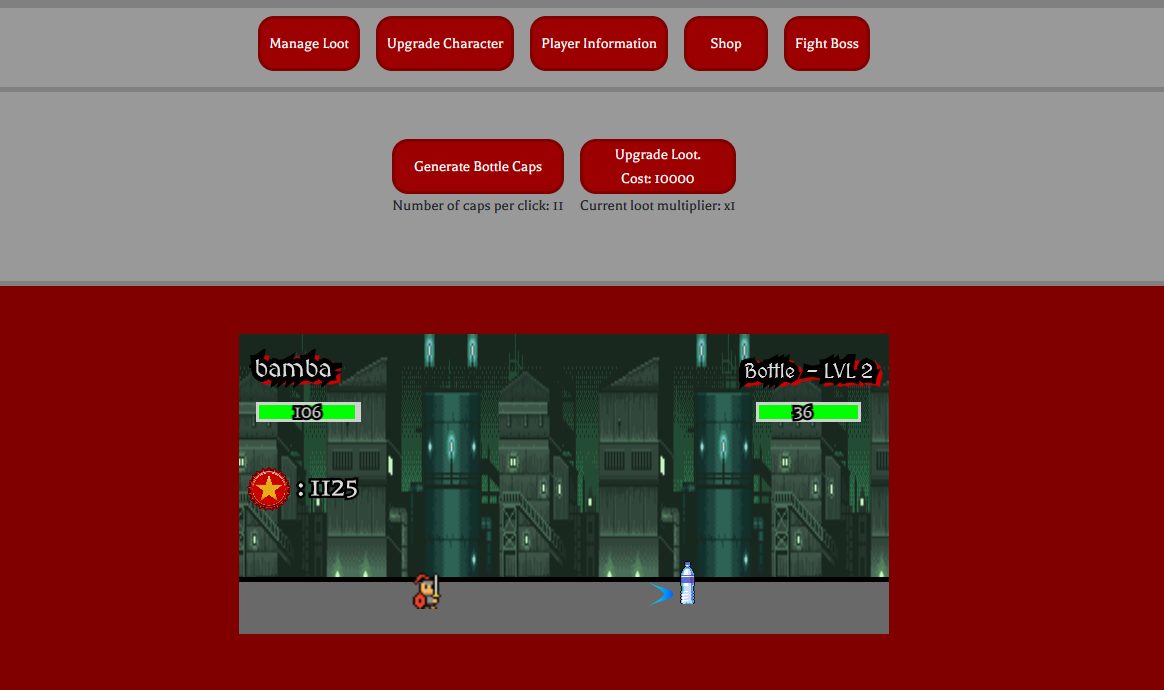 Manage Loot
Upgrade Character
Player Information
Shop
Fight Boss
Generate Bottle Caps
Upgrade Loot.
Cost: 10000
Number of caps per click: 11
Current loot multiplier: x1
bamba
Bottle - LVL 2
106
36
: 1125